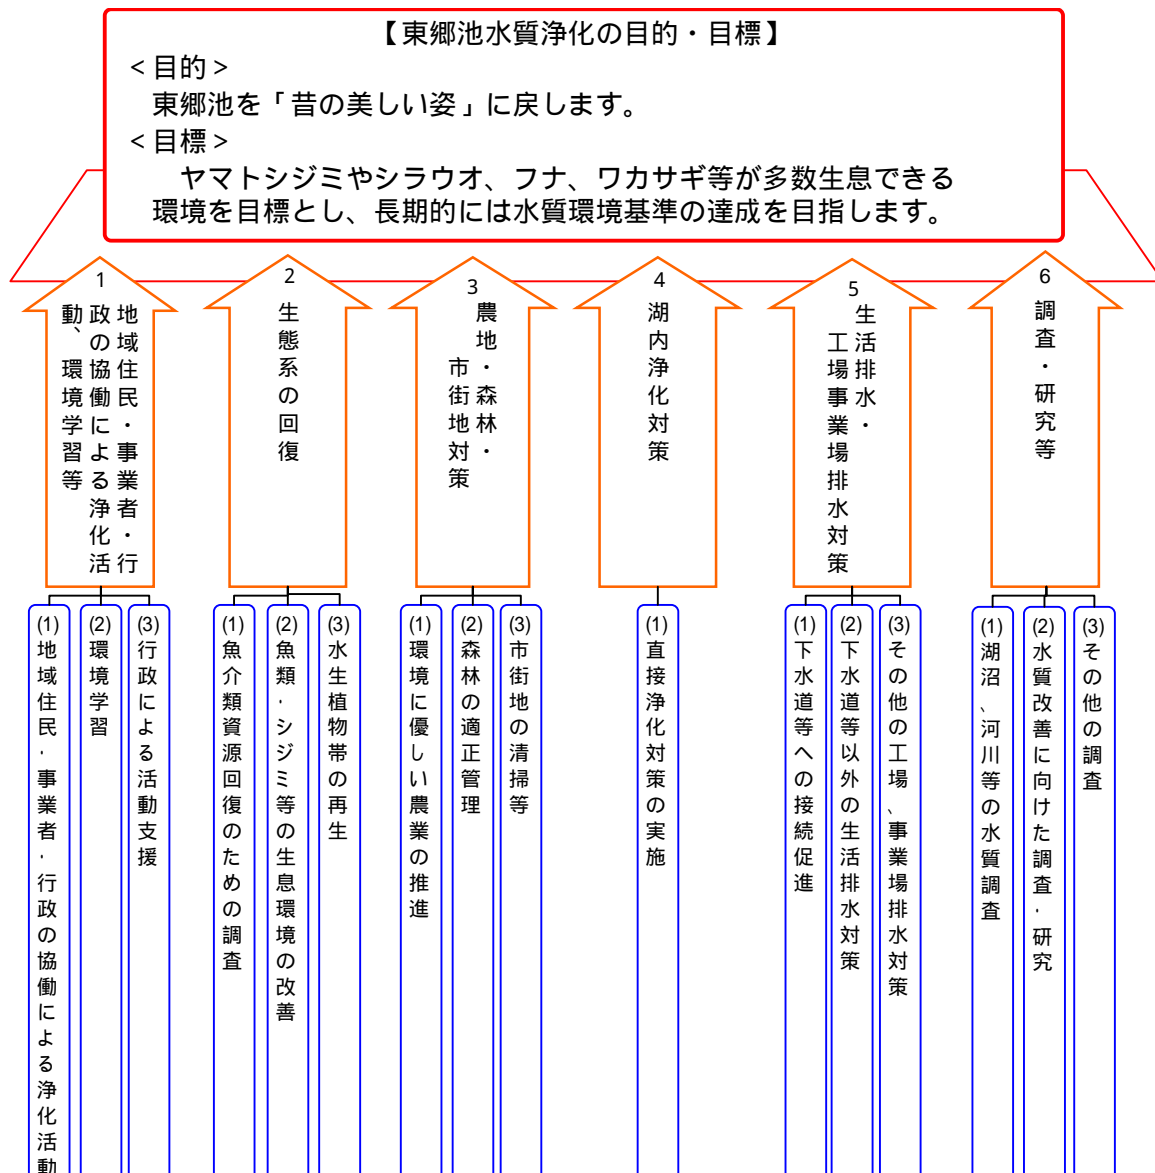 【東郷池水質浄化の目的・目標】
<目的>
東郷池を「昔の美しい姿」に戻します。
<目標>
ヤマトシジミやシラウオ、フナ、ワカサギ等が多数生息できる
環境を目標とし、長期的には水質環境基準の達成を目指します。
1
地域住民・事業者・行
政の協働による浄化活
動、環境学習等
2
生態系の回復
3
農地・森林・
市街地対策
4
湖内浄化対策
5
生活排水・
工場事業場排水対策
6
調査・研究等
(1)地域住民・事業者・行政の協働による浄化活動
(2)環境学習
(3)行政による活動支援
(1)魚介類資源回復のための調査
(2)魚類・シジミ等の生息環境の改善
(3)水生植物帯の再生
(1)環境に優しい農業の推進
(2)森林の適正管理
(3)市街地の清掃等
(1)直接浄化対策の実施
(1)下水道等への接続促進
(2)下水道等以外の生活排水対策
(3)その他の工場、事業場排水対策
(1)湖沼、河川等の水質調査
(2)水質改善に向けた調査・研究
(3)その他の調査